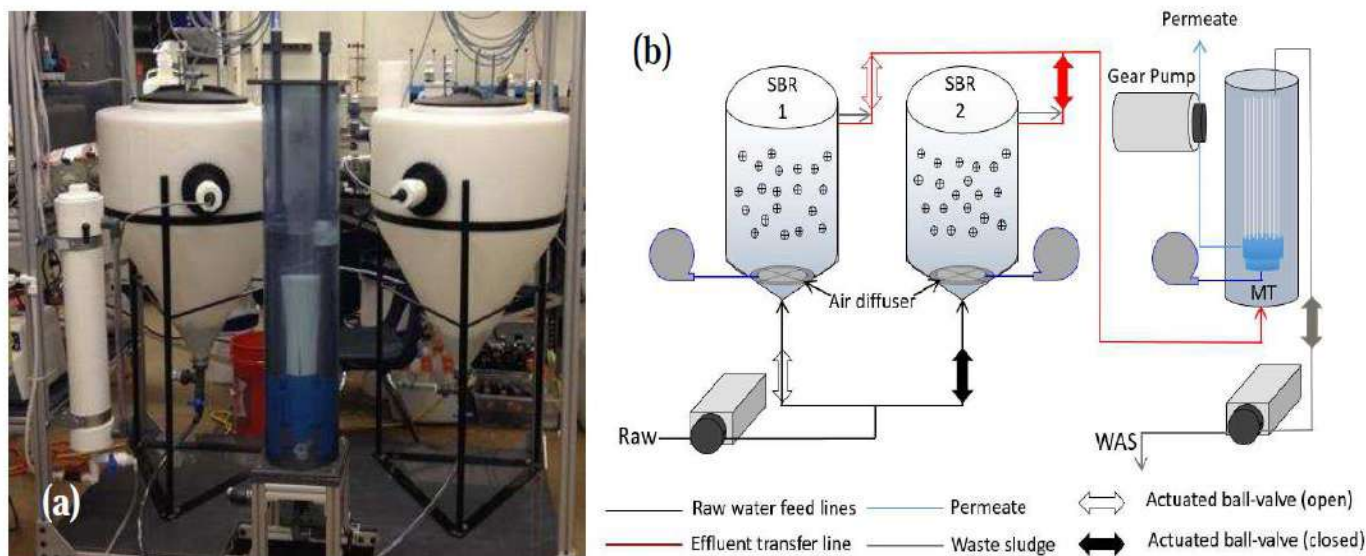 (a)
(b)
Permeate
Gear Pump
SBR
1
SBR
2
Air diffuser
MT
Raw
WAS
Raw water feed lines
Permeate
Actuated ball-valve (open)
Effluent transfer line
Waste sludge
Actuated ball-valve (closed)